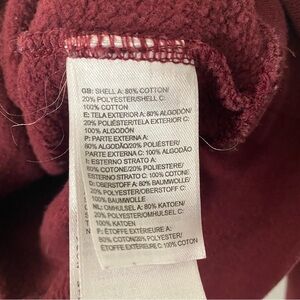 GB: SHELL A: 80% COTTON/
20% POLYESTER/SHELL C:
100% COTTON
E: TELA EXTERIOR A: 80% ALGODÓN/
20% POLIÉSTER/TELA EXTERIOR C:
100% ALGODÓN
P: PARTE EXTERNA A:
80% ALGODÃO/20% POLIÉSTER/
PARTE EXTERNA C: 100% ALGODÃO
I: ESTERNO STRATO A:
80% COTONE/20% POLIESTERE/
ESTERNO STRATO C: 100% COTONE
D: OBERSTOFF A: 80% BAUMWOLLE
20% POLYESTER/OBERSTOFF C:
100% BAUMWOLLE
NL: OMHULSEL A: 80% KATOEN/
20% POLYESTER/OMHULSEL C:
100% KATOEN
F: ÉTOFFE EXTÉRIEURE A:
80% COTON/20% POLYESTER/
ÉTOFFE EXTÉRIEURE C: 100% COTON